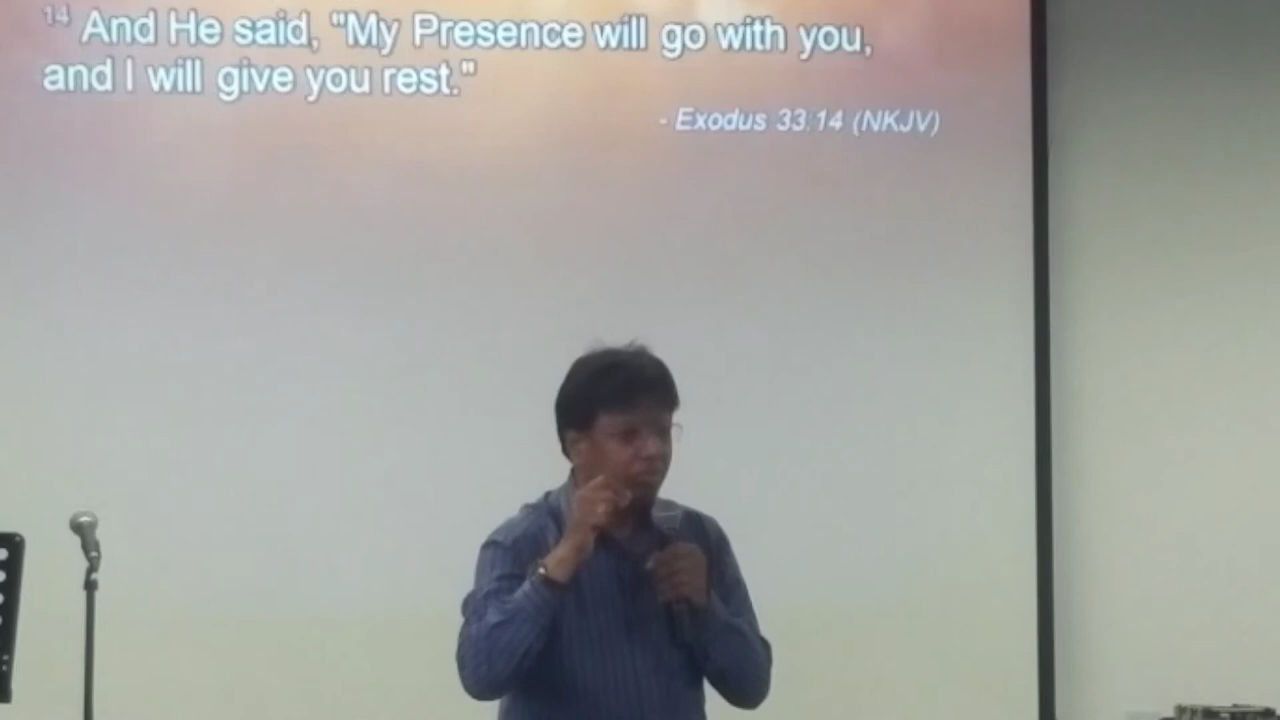 14 And He said, "My Presence will go with you,
and I will give you rest."
- Exodus 33:14 (NKJV)